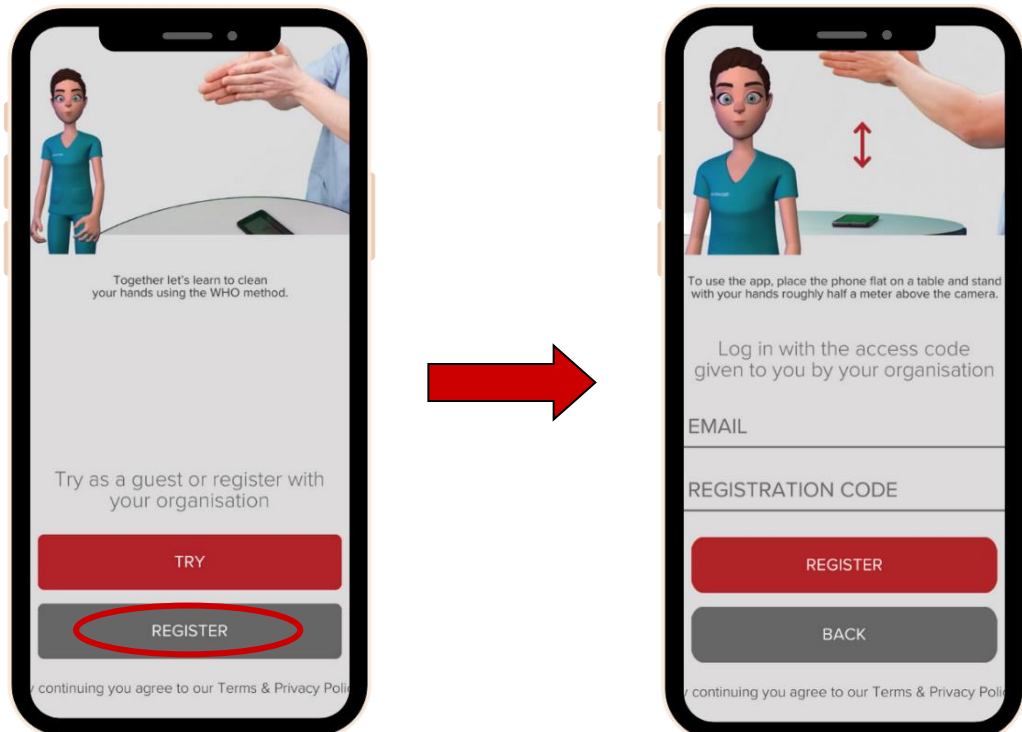 Together let's learn to clean
your hands using the WHO method.
Try as a guest or register with
your organisation
TRY
REGISTER
continuing you agree to our Terms & Privacy
To use the app, place the phone flat on a table and stand
with your hands roughly half a meter above the camera.
Log in with the access code
given to you by your organisation
EMAIL
REGISTRATION CODE
REGISTER
BACK
continuing you agree to our Terms & Privacy